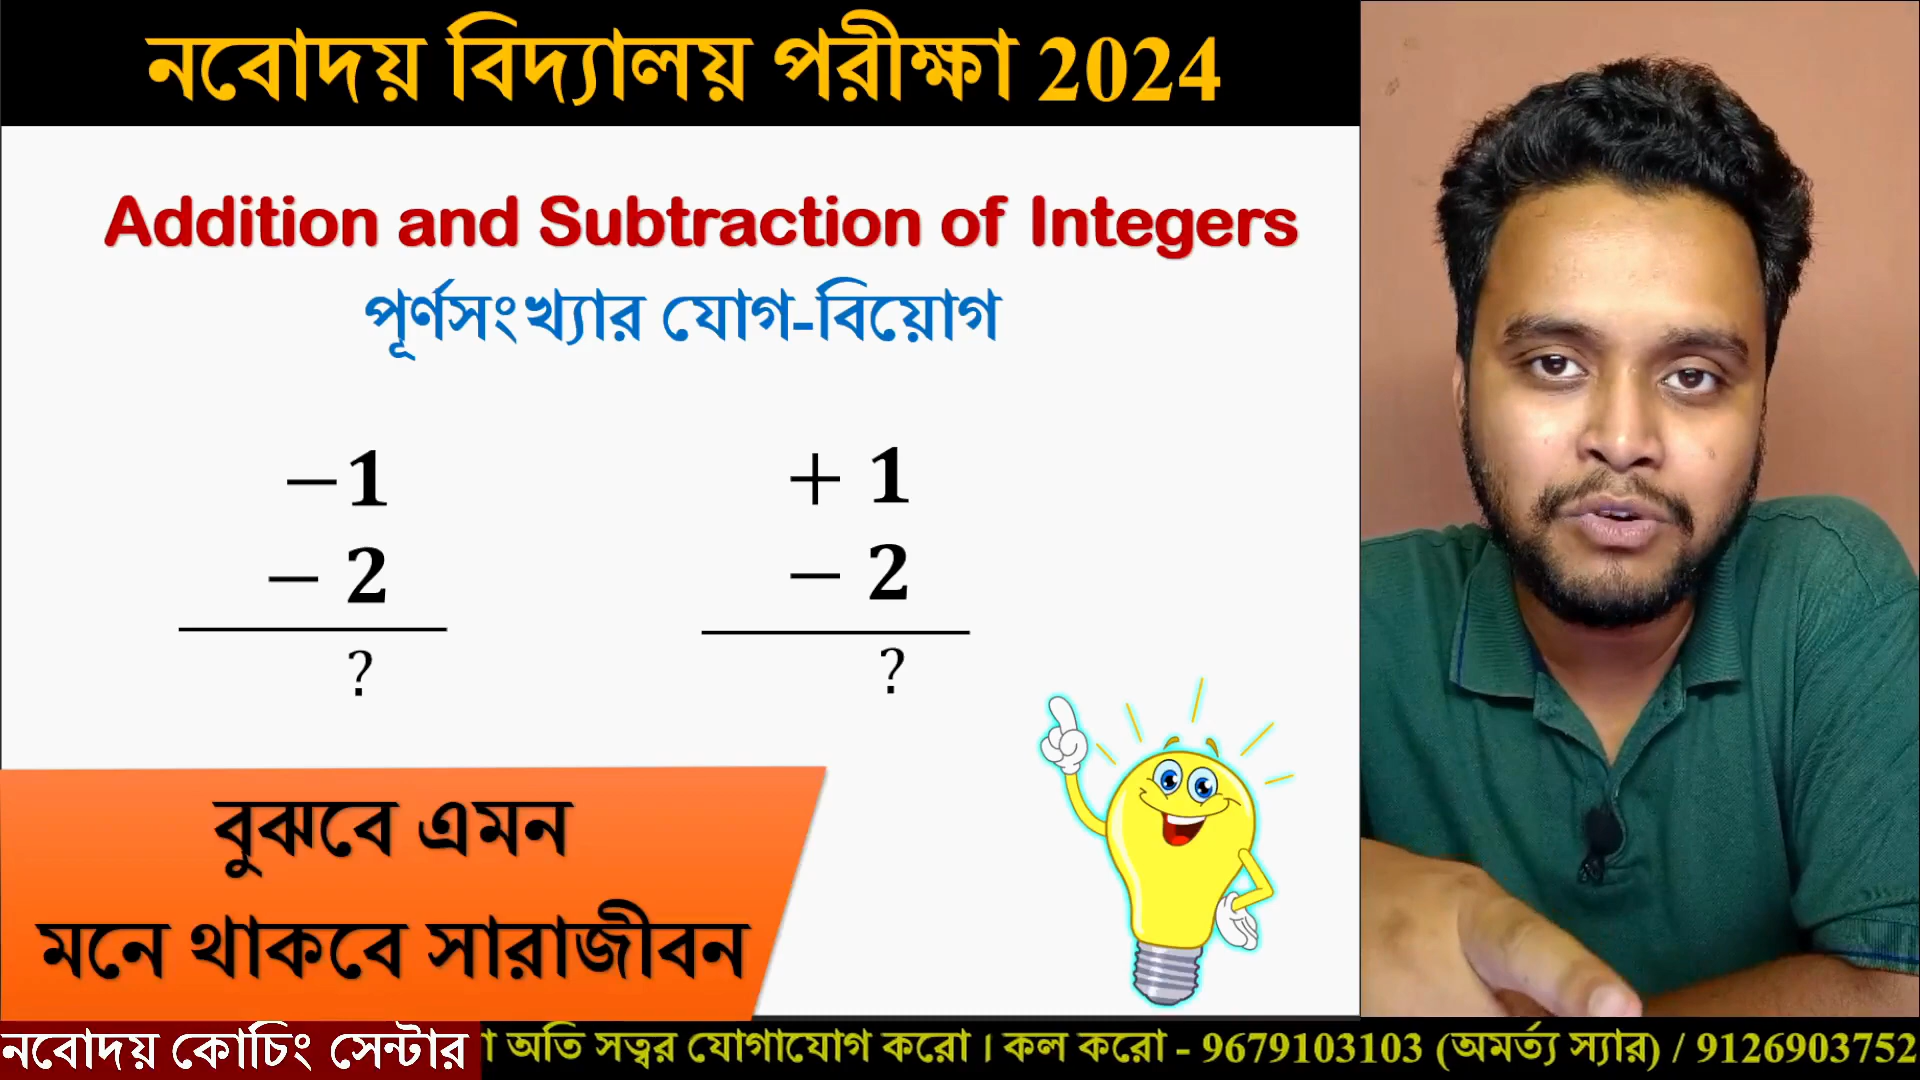 নবোদয় বিদ্যালয় পরীক্ষা 2024
Addition and Subtraction of Integers
পূর্ণসংখ্যার যোগ-বিয়োগ
−1
− 2
?
+ 1
− 2
?
বুঝবে এমন
মনে থাকবে সারাজীবন
নবোদয় কোচিং সেন্টার
অতি সত্বর যোগাযোগ করো । কল করো - 9679103103 (অমর্ত্য স্যার) / 9126903752